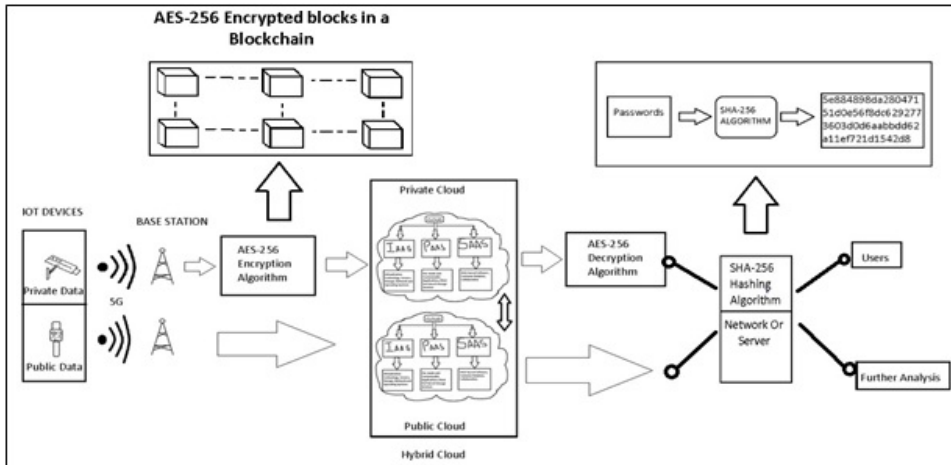 AES-256 Encrypted blocks in a
Blockchain
Passwords
SHA-256
ALGORITHM
5e884898da280471
51d0e56f8dc629277
3603d0d6aabbdd62
a11ef721d1542d8
IOT DEVICES
BASE STATION
Private Data
5G
Public Data
AES-256
Encryption
Algorithm
Private Cloud
IAAS
PAAS
SAAS
IAAS
PAAS
SAAS
Public Cloud
Hybrid Cloud
AES-256
Decryption
Algorithm
SHA-256
Hashing
Algorithm
Network Or
Server
Users
Further Analysis